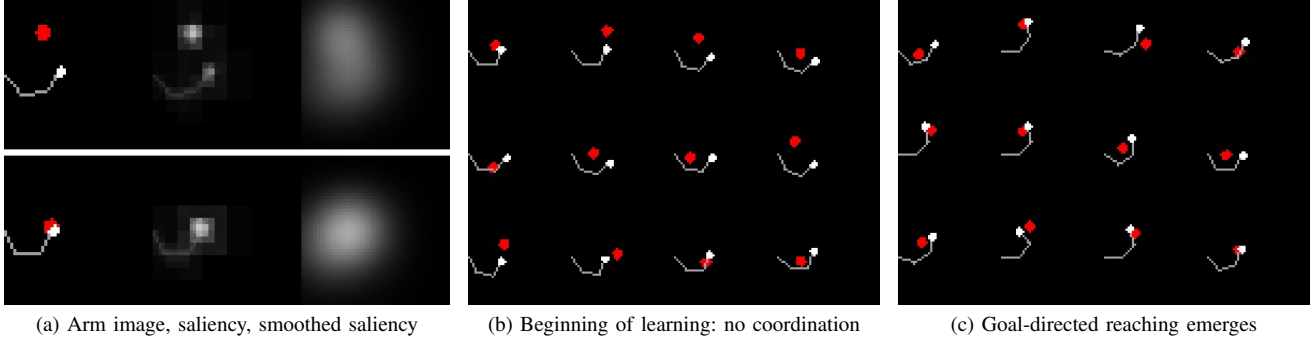 (a) Arm image, saliency, smoothed saliency
(b) Beginning of learning: no coordination
(c) Goal-directed reaching emerges